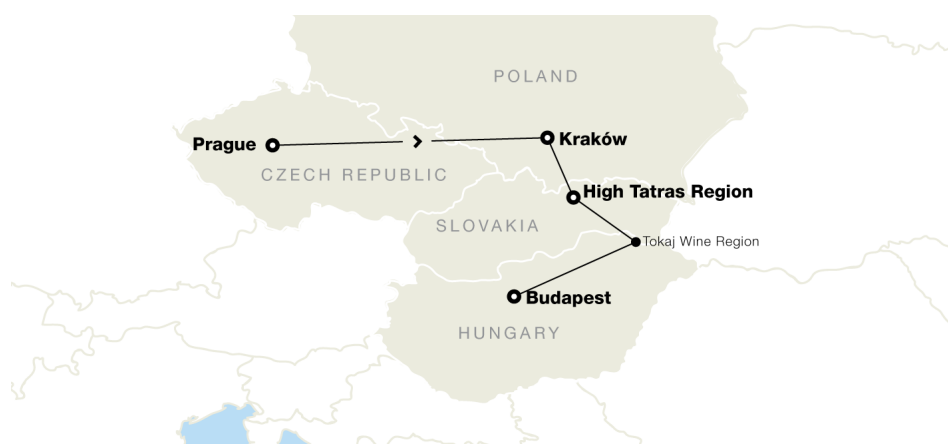 POLAND
Prague
Kraków
CZECH REPUBLIC
High Tatras Region
SLOVAKIA
Tokaj Wine Region
Budapest
HUNGARY